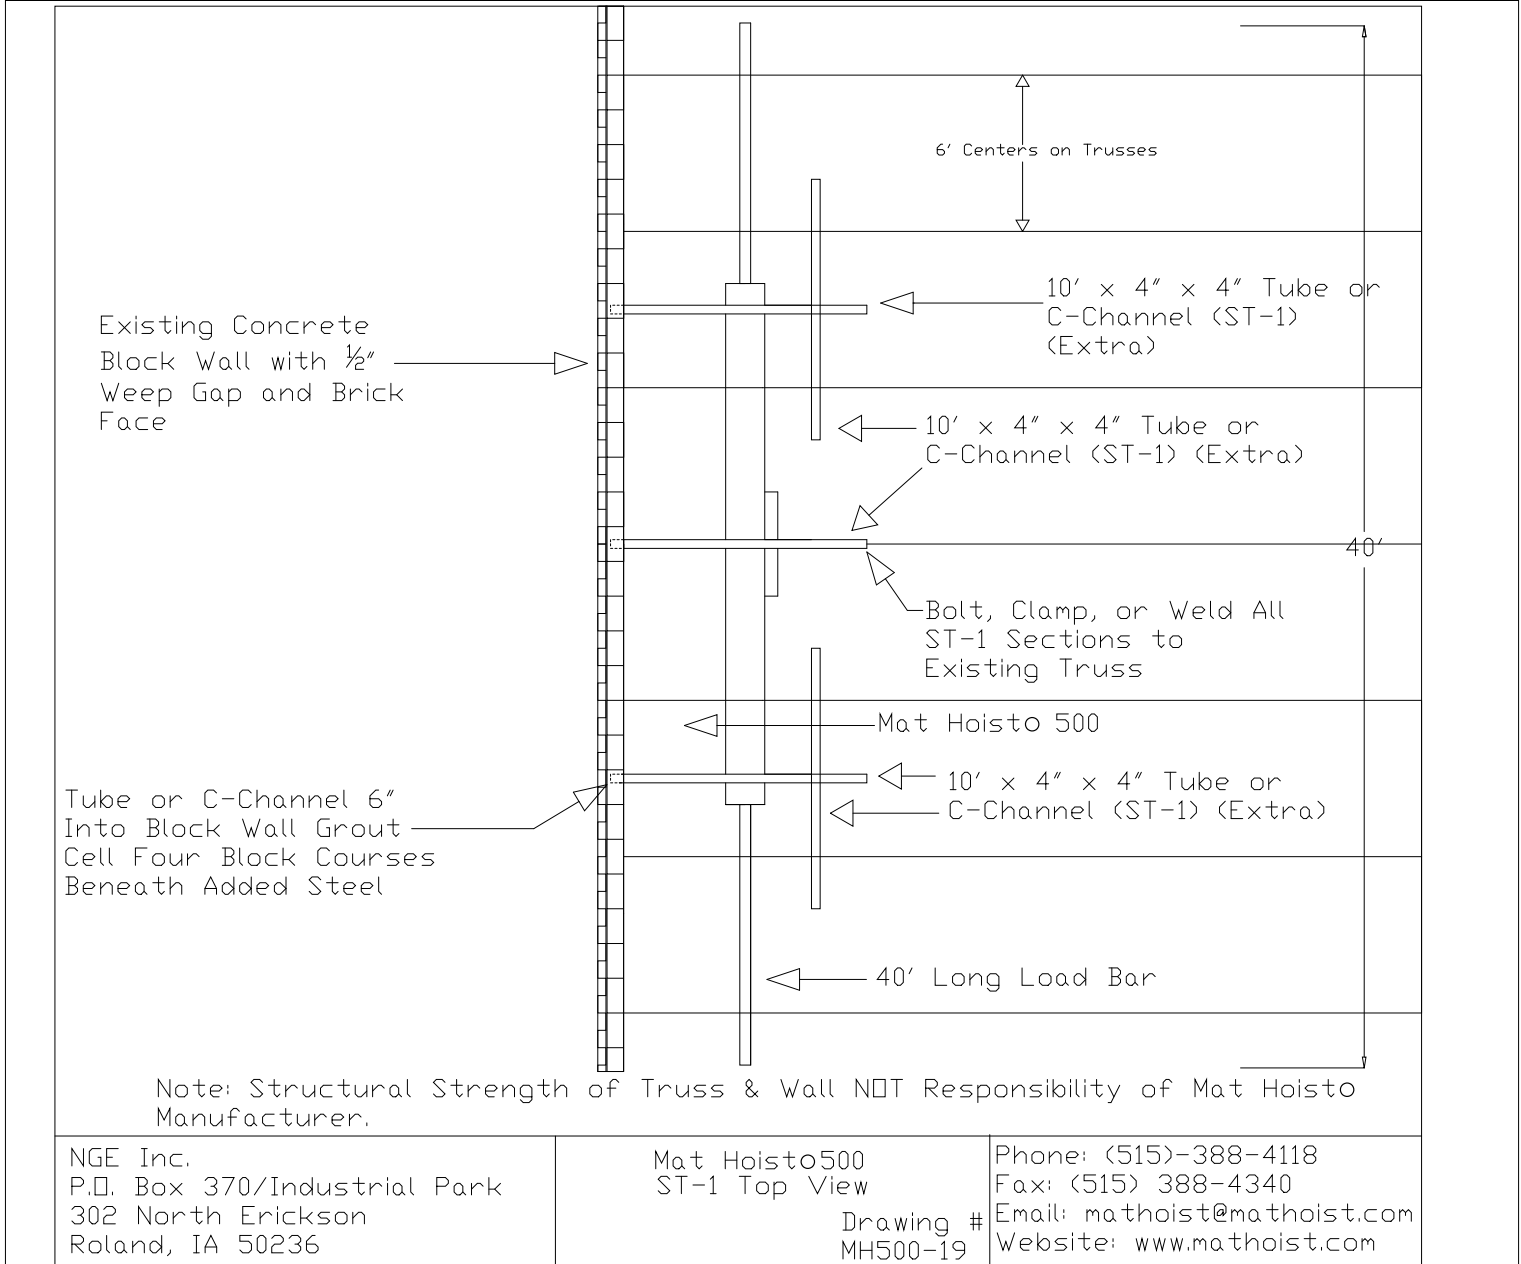 6' Centers on Trusses
10' x 4" x 4" Tube or
C-Channel (ST-1)
(Extra)
Existing Concrete
Block Wall with ½"
Weep Gap and Brick
Face
10' x 4" x 4" Tube or
C-Channel (ST-1) (Extra)
40'
Bolt, Clamp, or Weld All
ST-1 Sections to
Existing Truss
Mat Hoisto 500
10' x 4" x 4" Tube or
C-Channel (ST-1) (Extra)
Tube or C-Channel 6"
Into Block Wall Grout
Cell Four Block Courses
Beneath Added Steel
40' Long Load Bar
Note: Structural Strength of Truss & Wall NOT Responsibility of Mat Hoisto
Manufacturer.
NGE Inc.
P.O. Box 370/Industrial Park
302 North Erickson
Roland, IA 50236
Mat Hoisto500
ST-1 Top View
Drawing #
MH500-19
Phone: (515)-388-4118
Fax: (515) 388-4340
Email: mathoist@mathoist.com
Website: www.mathoist.com